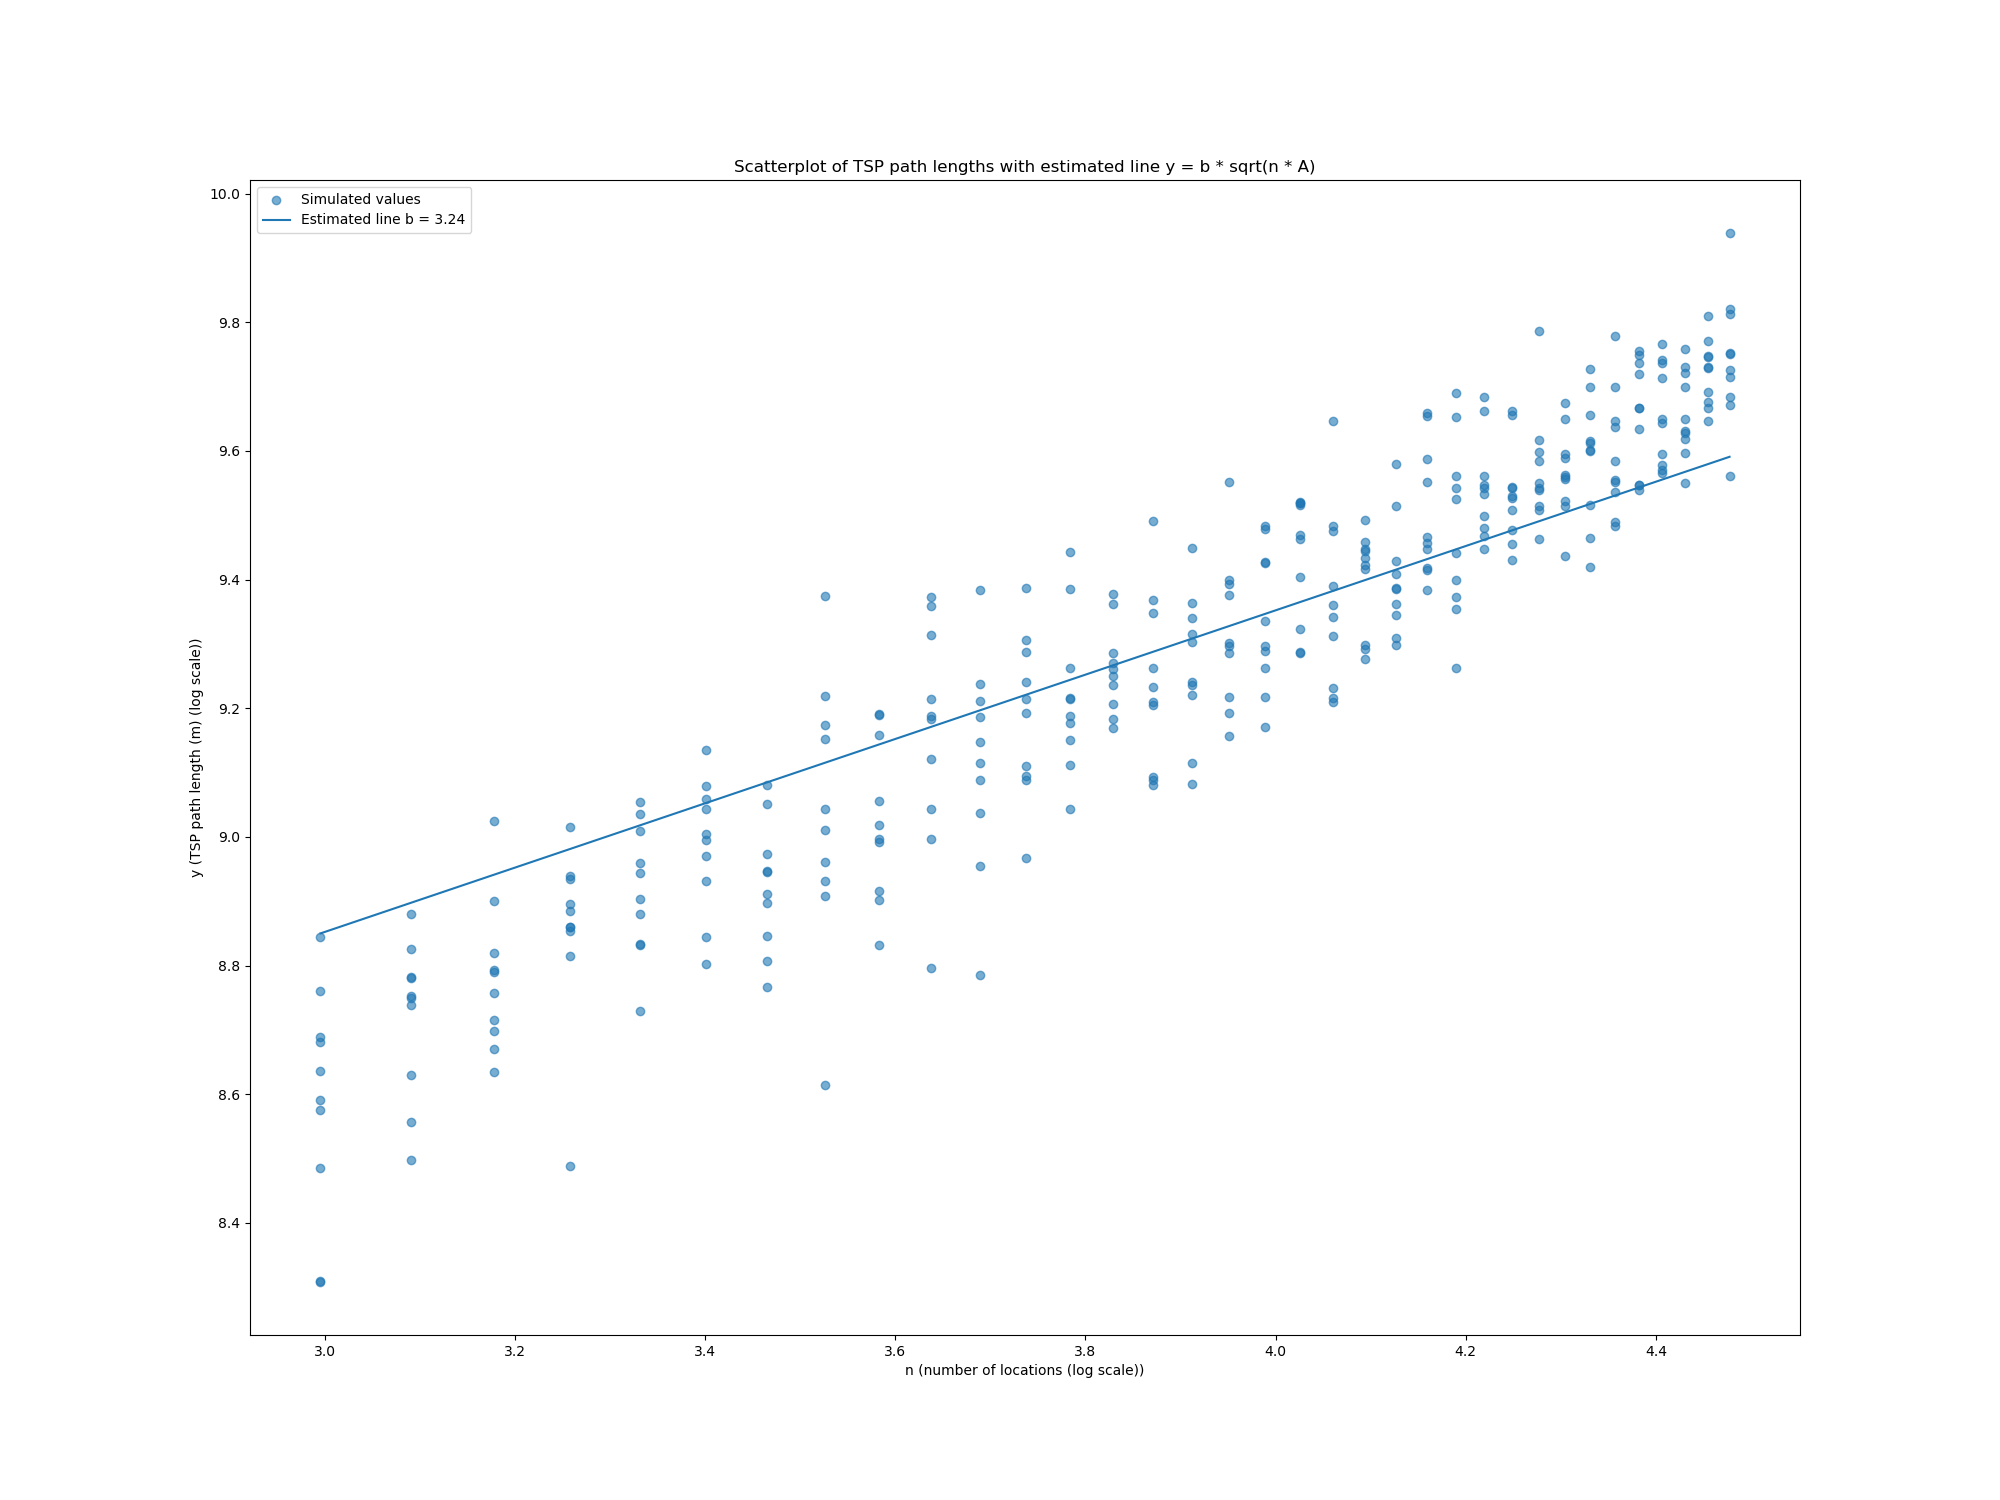 Scatterplot of TSP path lengths with estimated line y = b * sqrt(n * A)
Simulated values
Estimated line b = 3.24
10.0
9.8
9.6
9.4
9.2
9.0
8.8
8.6
8.4
y (TSP path length (m) (log scale))
3.0 3.2 3.4 3.6 3.8 4.0 4.2 4.4
n (number of locations (log scale))